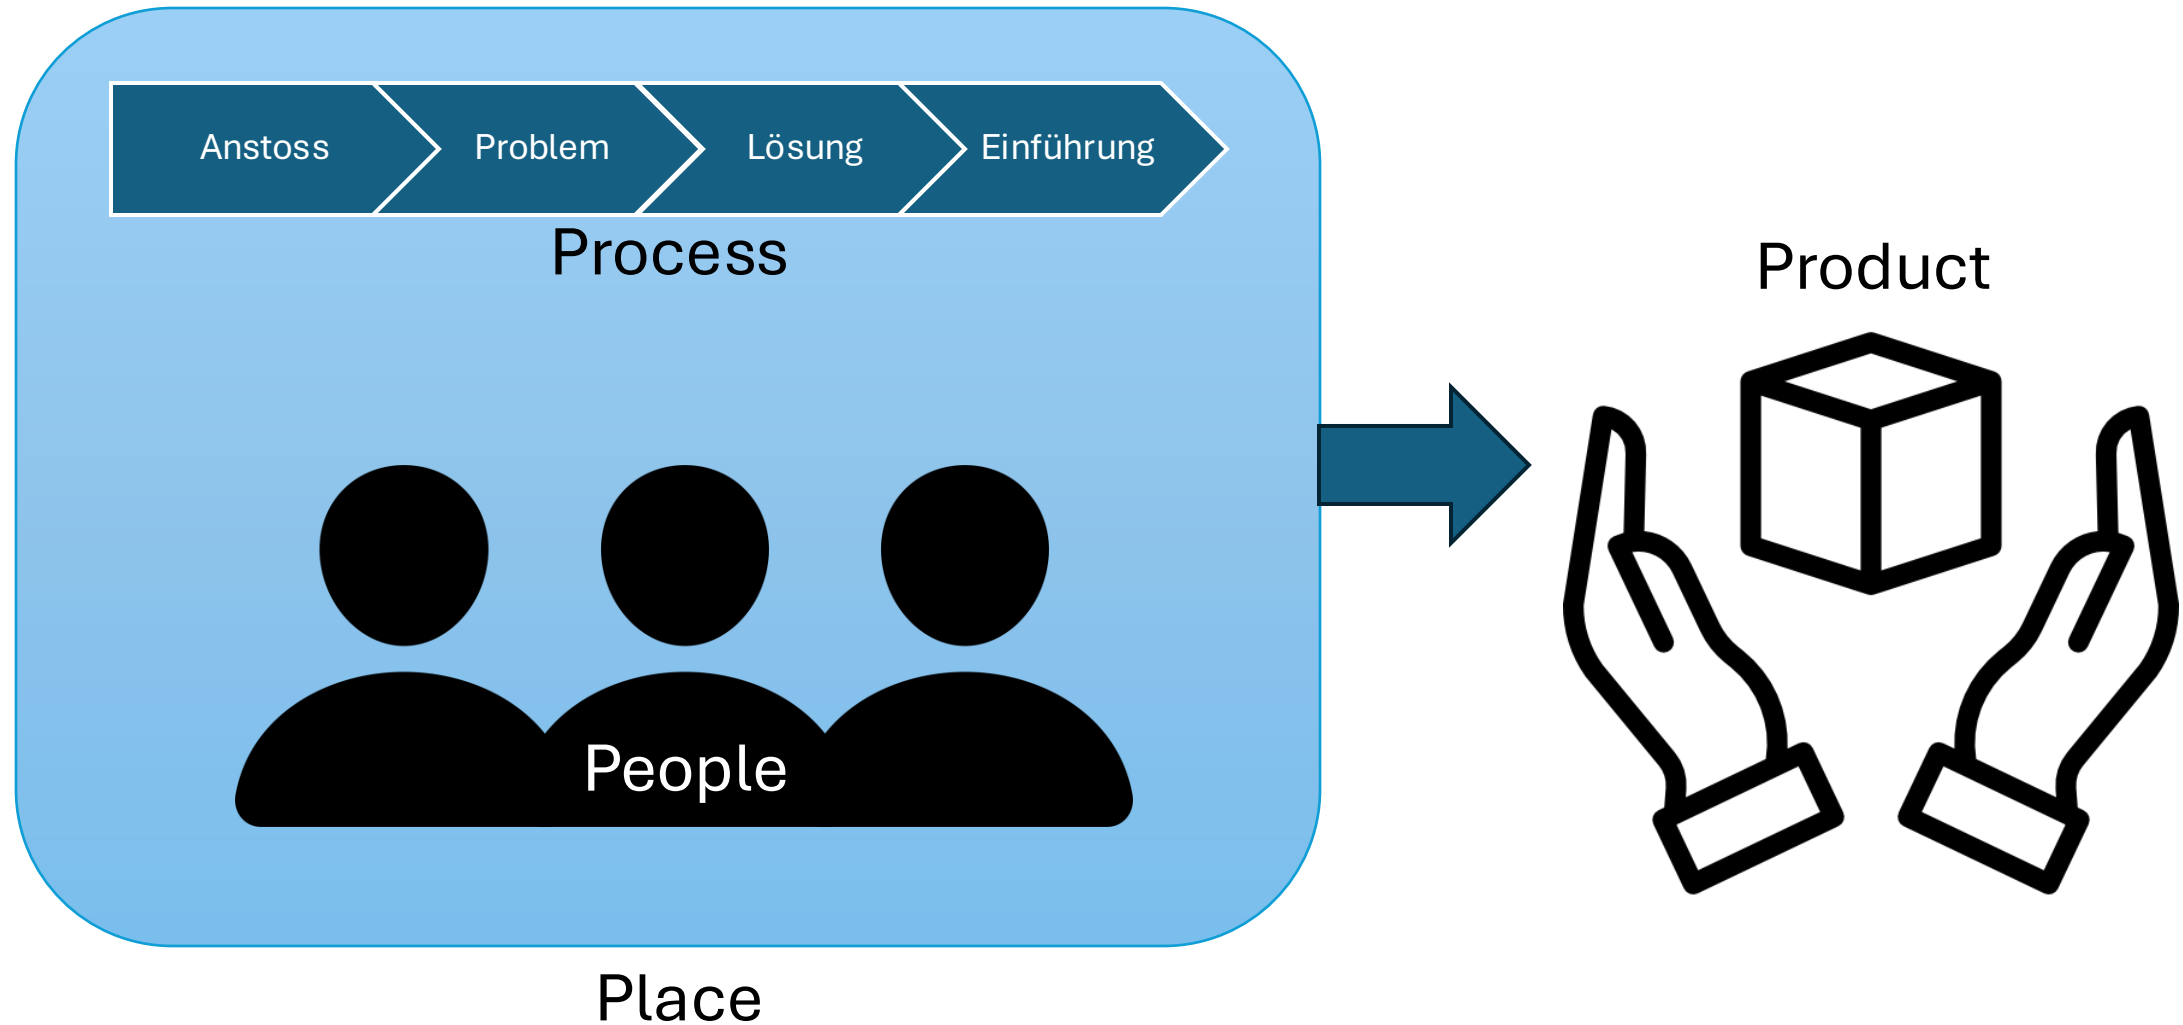 Anstoss
Problem
Lösung
Einführung
Process
People
Place
Product